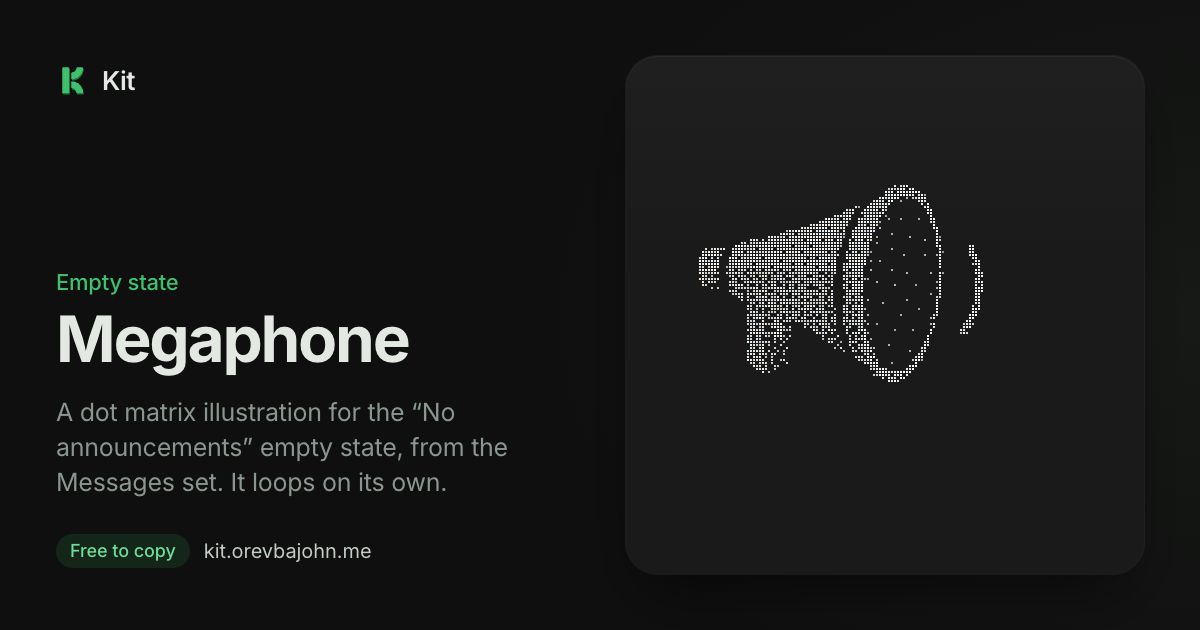 Kit
Empty state
Megaphone
A dot matrix illustration for the “No
announcements” empty state, from the
Messages set. It loops on its own.
Free to copy
kit.orevbajohn.me